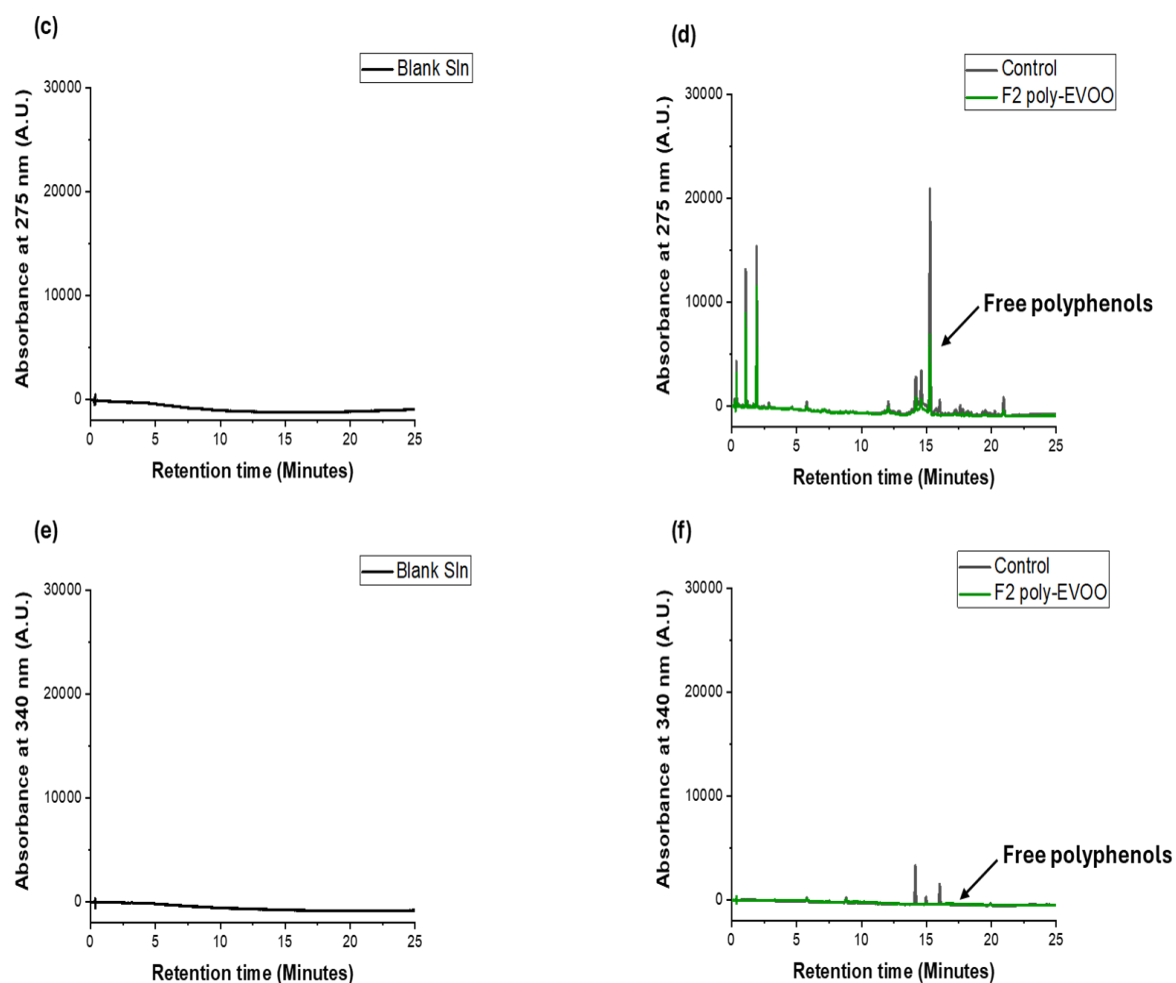 (c)
Blank Sln
Absorbance at 275 nm (A.U.)
30000
20000
10000
0
0 5 10 15 20 25
Retention time (Minutes)
(d)
Control
F2 poly-EVOO
Absorbance at 275 nm (A.U.)
30000
20000
10000
0
Free polyphenols
0 5 10 15 20 25
Retention time (Minutes)
(e)
Blank Sln
Absorbance at 340 nm (A.U.)
30000
20000
10000
0
0 5 10 15 20 25
Retention time (Minutes)
(f)
Control
F2 poly-EVOO
Absorbance at 340 nm (A.U.)
30000
20000
10000
0
Free polyphenols
0 5 10 15 20 25
Retention time (Minutes)